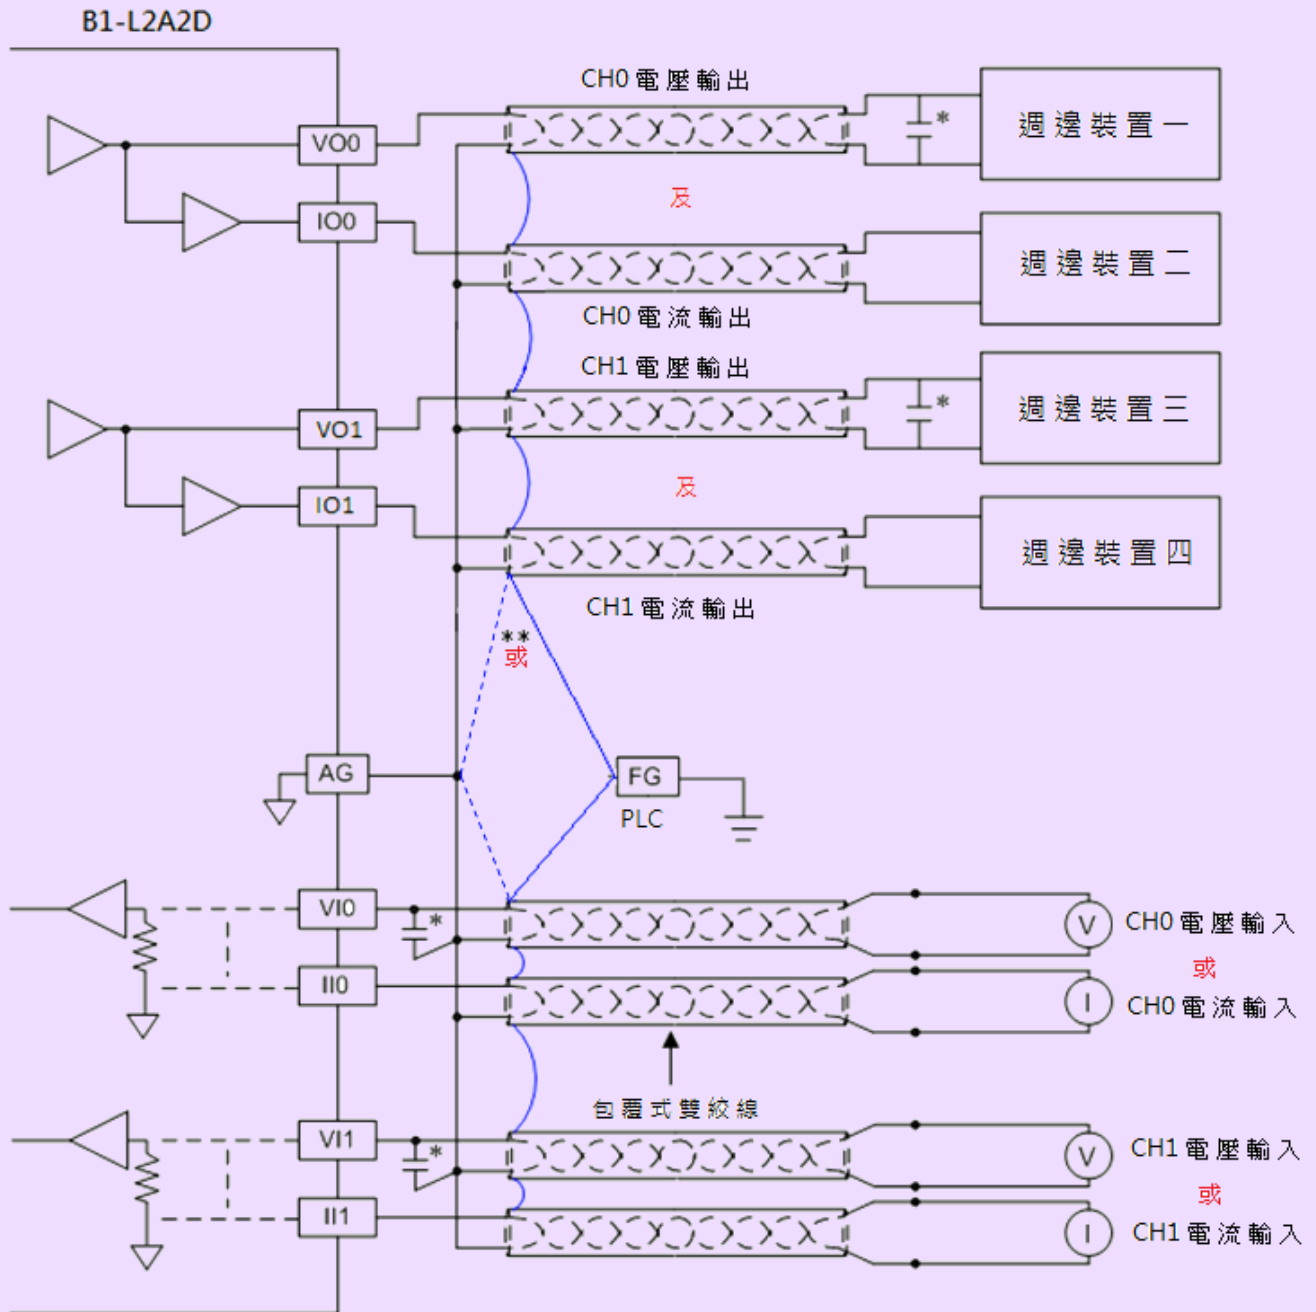 B1-L2A2D
CH0 電壓輸出
VO0
*
週邊裝置一
及
IO0
週邊裝置二
CH0 電流輸出
CH1 電壓輸出
VO1
*
週邊裝置三
及
IO1
週邊裝置四
CH1 電流輸出
**
或
AG
FG
PLC
VI0
*
V
CH0 電壓輸入
或
II0
I
CH0 電流輸入
包覆式雙絞線
VI1
*
V
CH1 電壓輸入
或
II1
I
CH1 電流輸入